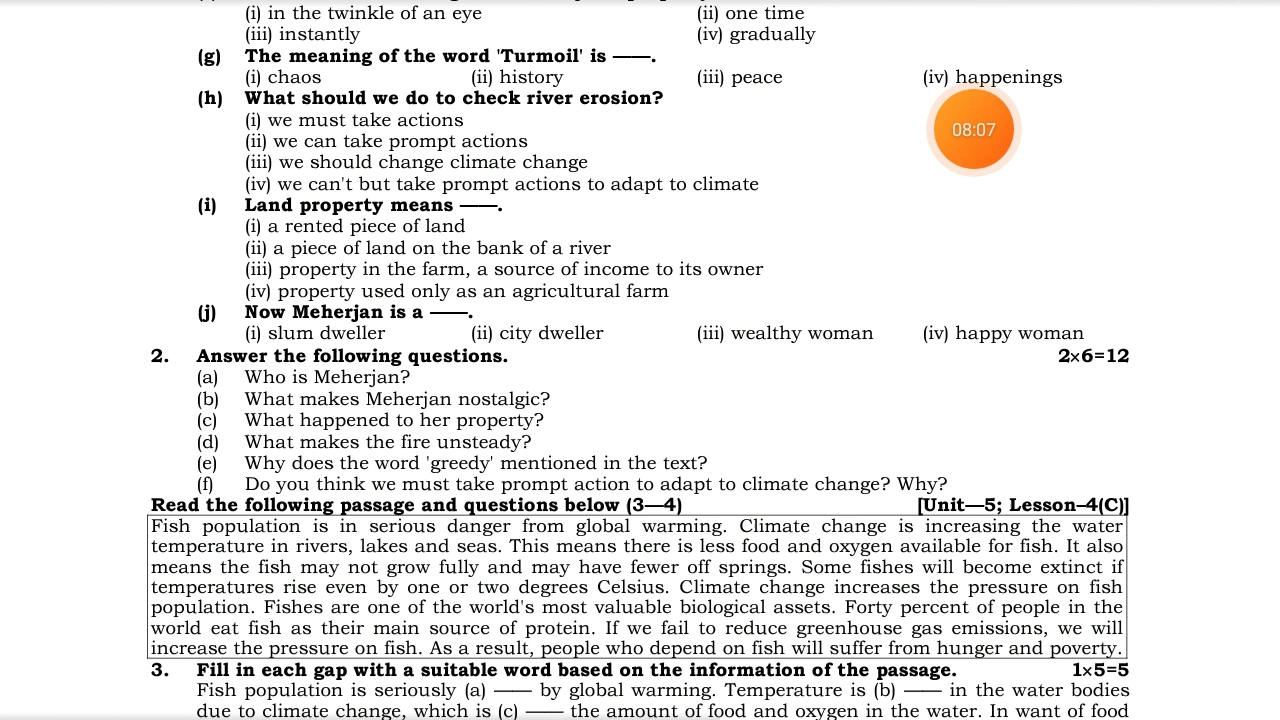 (i) in the twinkle of an eye (ii) one time
(iii) instantly (iv) gradually
(g) The meaning of the word 'Turmoil' is ——.
(i) chaos (ii) history (iii) peace (iv) happenings
(h) What should we do to check river erosion?
(i) we must take actions
08:07
(ii) we can take prompt actions
(iii) we should change climate change
(iv) we can't but take prompt actions to adapt to climate
(i) Land property means ——.
(i) a rented piece of land
(ii) a piece of land on the bank of a river
(iii) property in the farm, a source of income to its owner
(iv) property used only as an agricultural farm
(j) Now Meherjan is a ——.
(i) slum dweller (ii) city dweller (iii) wealthy woman (iv) happy woman
2. Answer the following questions. 2×6=12
(a) Who is Meherjan?
(b) What makes Meherjan nostalgic?
(c) What happened to her property?
(d) What makes the fire unsteady?
(e) Why does the word 'greedy' mentioned in the text?
(f) Do you think we must take prompt action to adapt to climate change? Why?
Read the following passage and questions below (3—4) [Unit—5; Lesson–4(C)]
Fish population is in serious danger from global warming. Climate change is increasing the water
temperature in rivers, lakes and seas. This means there is less food and oxygen available for fish. It also
means the fish may not grow fully and may have fewer off springs. Some fishes will become extinct if
temperatures rise even by one or two degrees Celsius. Climate change increases the pressure on fish
population. Fishes are one of the world's most valuable biological assets. Forty percent of people in the
world eat fish as their main source of protein. If we fail to reduce greenhouse gas emissions, we will
increase the pressure on fish. As a result, people who depend on fish will suffer from hunger and poverty.
3. Fill in each gap with a suitable word based on the information of the passage. 1×5=5
Fish population is seriously (a) —— by global warming. Temperature is (b) —— in the water bodies
due to climate change, which is (c) —— the amount of food and oxygen in the water. In want of food